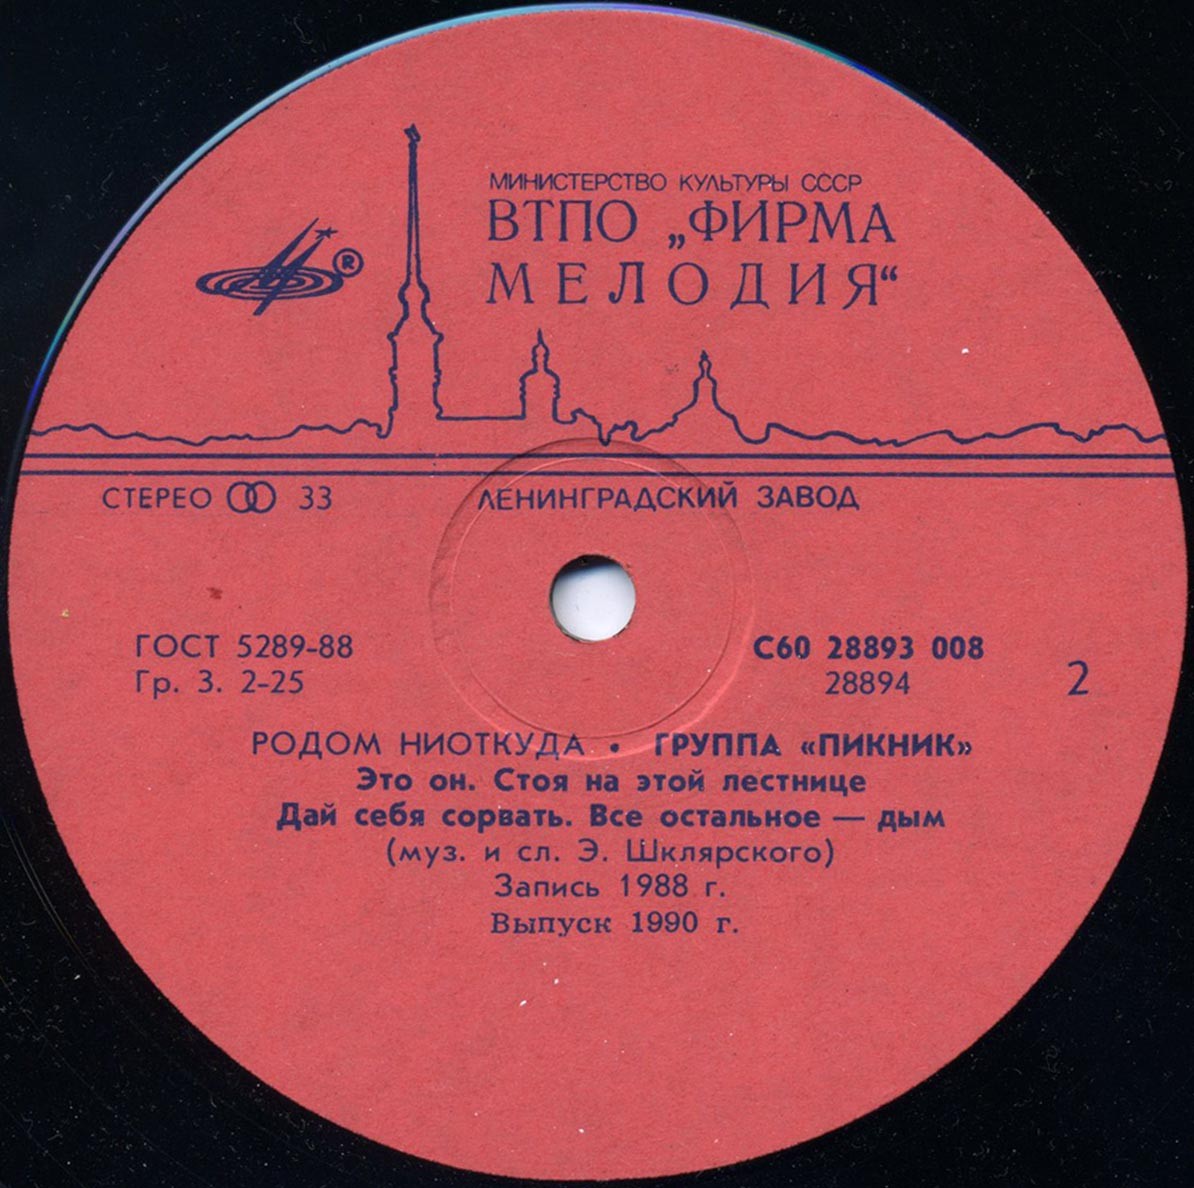 МИНИСТЕРСТВО КУЛЬТУРЫ СССР
ВТПО „ФИРМА
МЕЛОДИЯ“
®
СТЕРЕО 33
ЛЕНИНГРАДСКИЙ ЗАВОД
ГОСТ 5289-88
Гр. 3. 2-25
С60 28893 008
28894
2
РОДОМ НИОТКУДА • ГРУППА «ПИКНИК»
Это он. Стоя на этой лестнице
Дай себя сорвать. Все остальное — дым
(муз. и сл. Э. Шклярского)
Запись 1988 г.
Выпуск 1990 г.